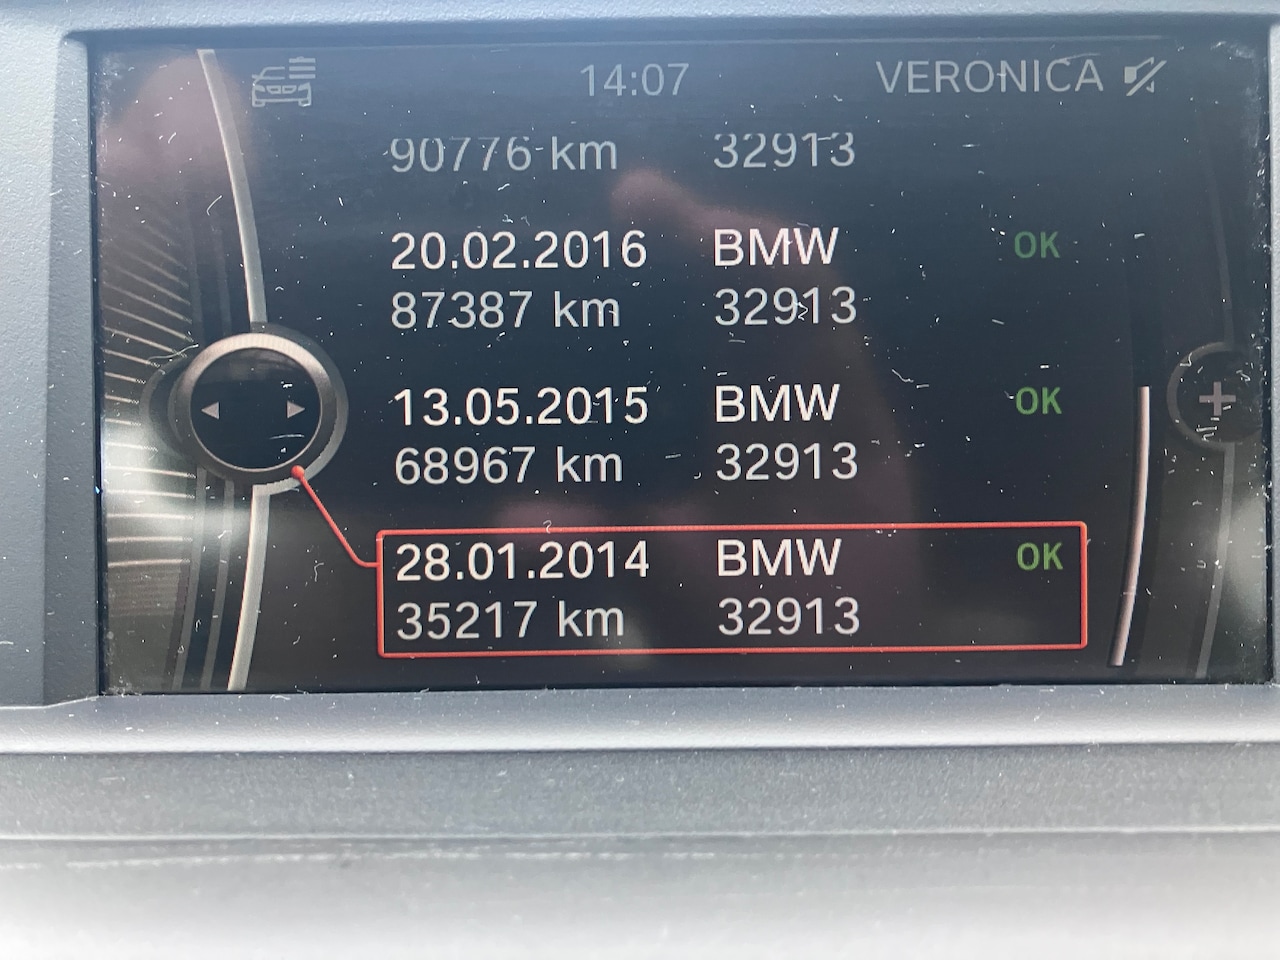 14:07 VERONICA
90776 km 32913
20.02.2016 BMW OK
87387 km 32913
13.05.2015 BMW OK
68967 km 32913
28.01.2014 BMW OK
35217 km 32913